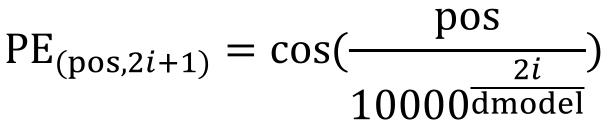 PE(pos,2i+1) = cos(pos/10000^(2i/dmodel))